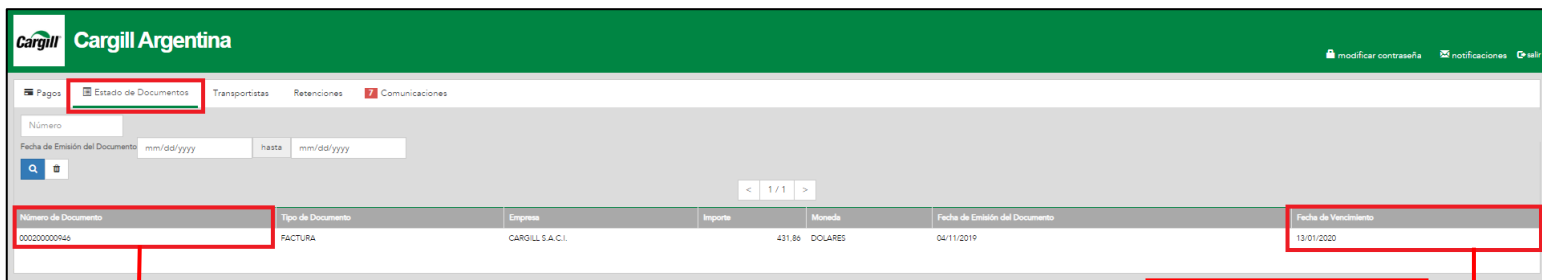 Cargill Cargill Argentina
modificar contraseña notificaciones salir
Pagos Estado de Documentos Transportistas Retenciones 7 Comunicaciones
Número
Fecha de Emisión del Documento mm/dd/yyyy hasta mm/dd/yyyy
< 1 / 1 >
Número de Documento Tipo de Documento Empresa Importe Moneda Fecha de Emisión del Documento Fecha de Vencimiento
000200000946 FACTURA CARGILL S.A.C.I. 431,86 DOLARES 04/11/2019 13/01/2020